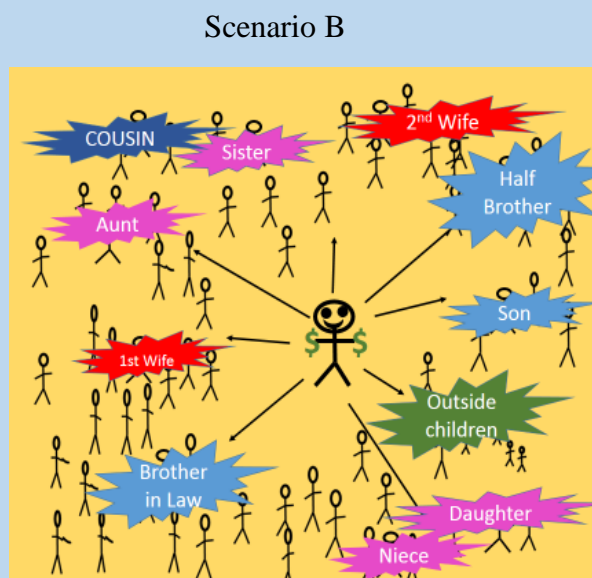 Scenario B
COUSIN
Sister
2nd Wife
Half
Brother
Aunt
Son
1st Wife
$ $
Outside
children
Brother
in Law
Daughter
Niece